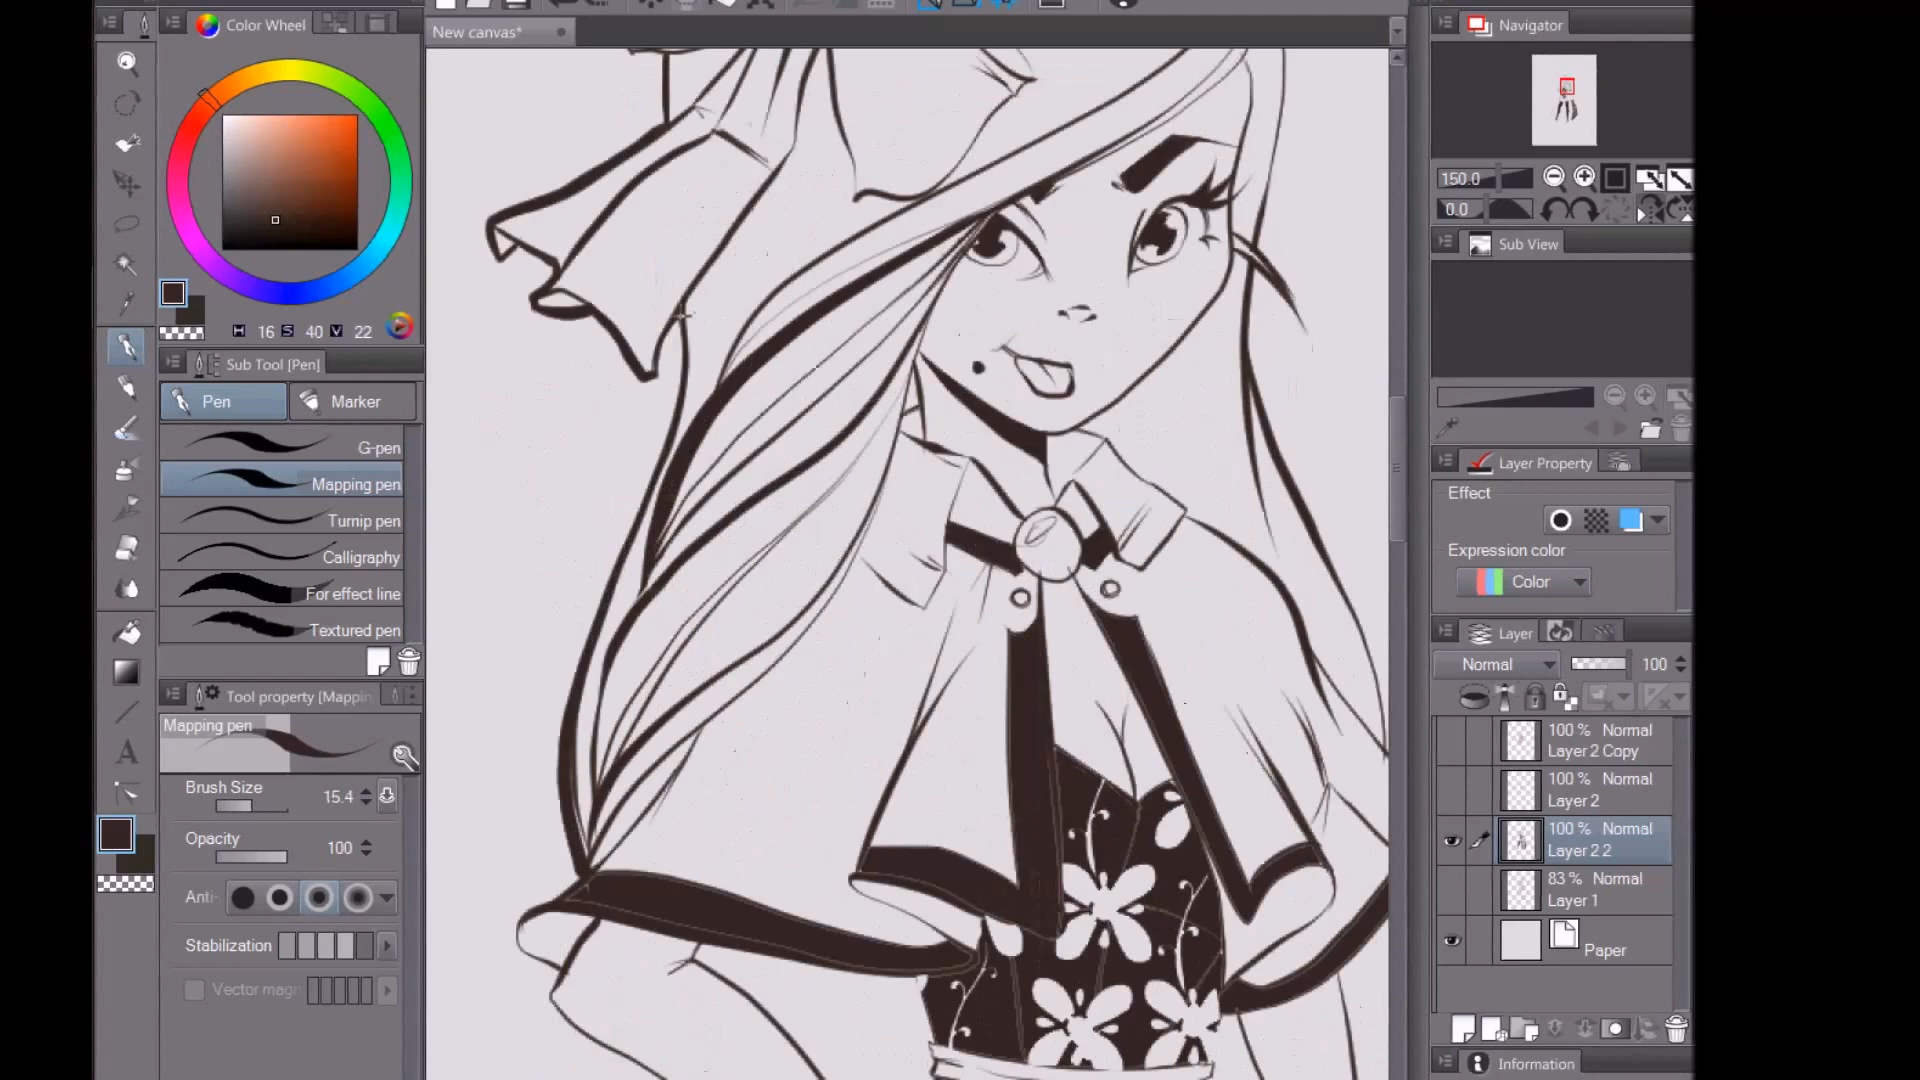 Color Wheel
New canvas*
Navigator
150.0
0.0
Sub View
H 16 S 40 V 22
Sub Tool [Pen]
Pen
Marker
G-pen
Mapping pen
Turnip pen
Calligraphy
For effect line
Textured pen
Tool property [Mappin
Mapping pen
Brush Size
15.4
Opacity
100
Anti-
Stabilization
Vector magn
Layer Property
Effect
Expression color
Color
Layer
Normal
100
100 % Normal
Layer 2 Copy
100 % Normal
Layer 2
100 % Normal
Layer 2 2
83 % Normal
Layer 1
Paper
Information